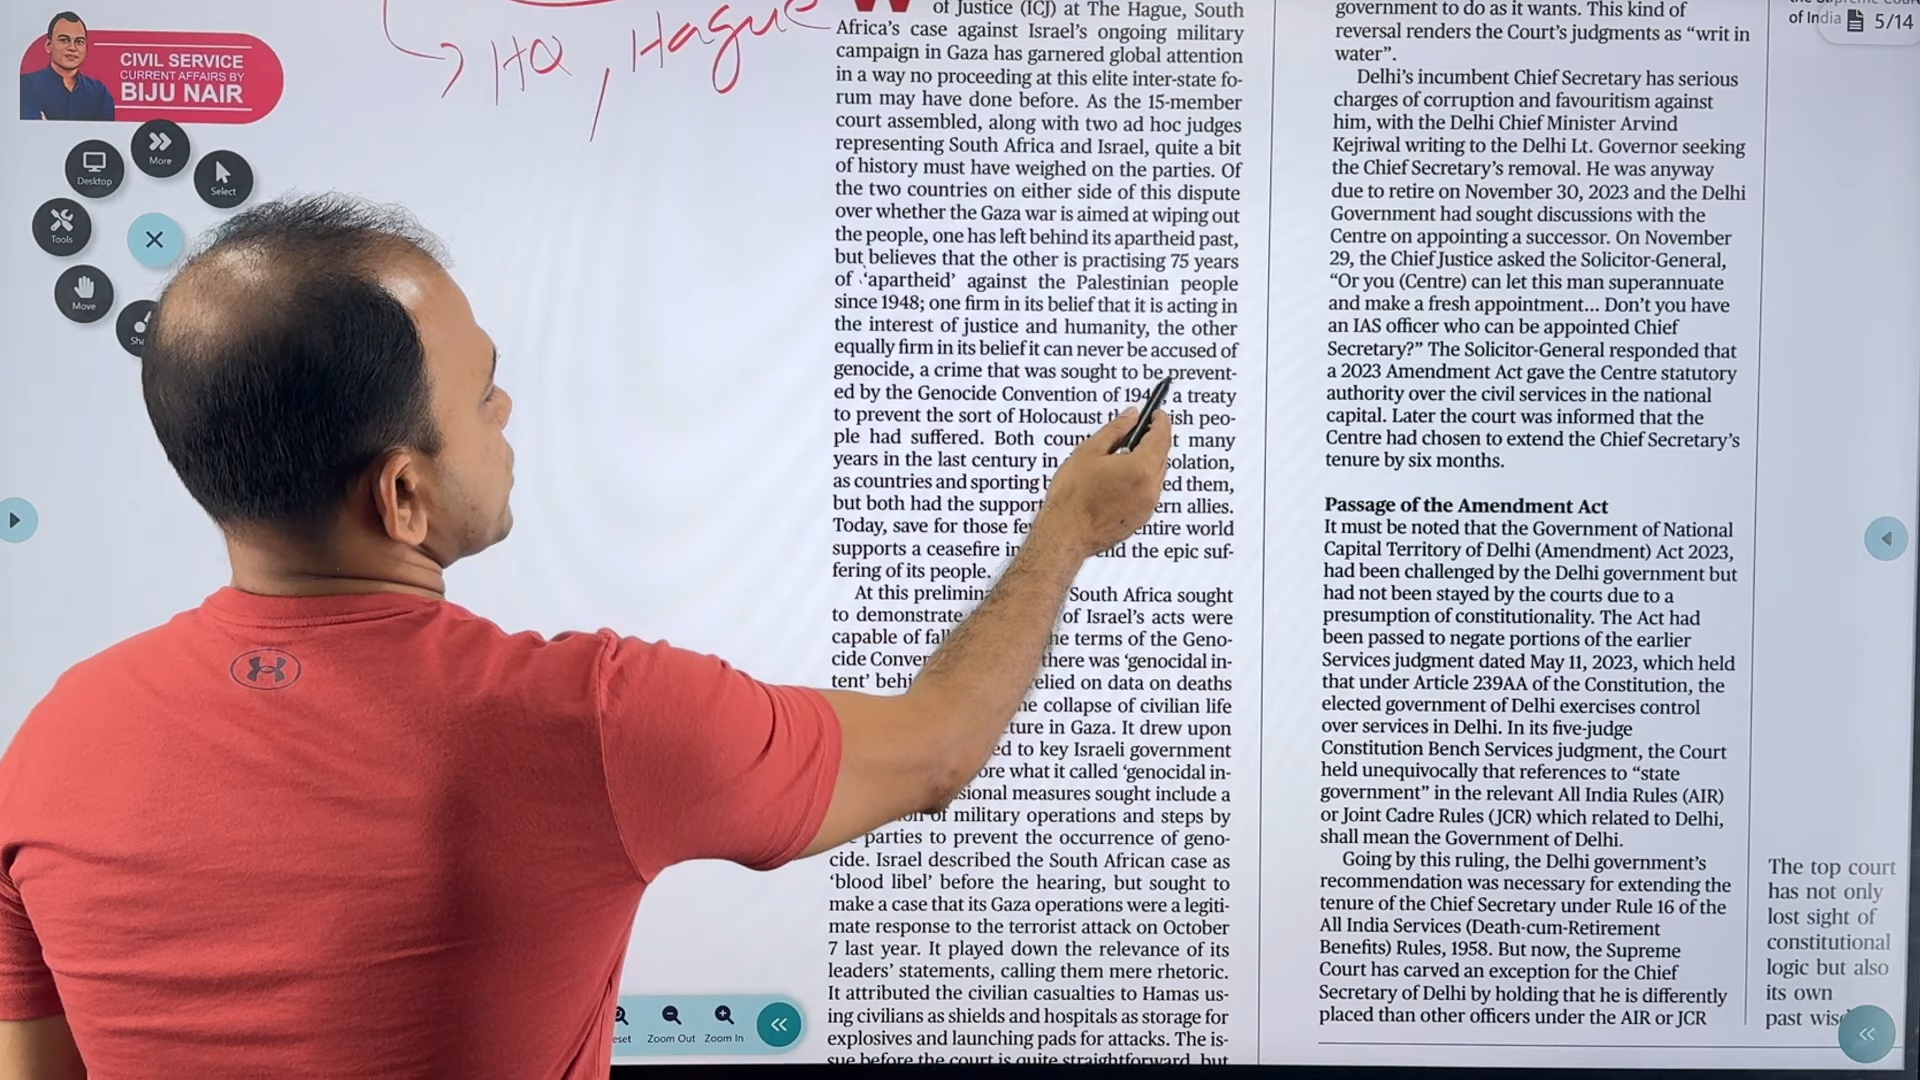 CIVIL SERVICE
CURRENT AFFAIRS BY
BIJU NAIR
More
Desktop
Select
Tools
Move
HQ, Hague
of Justice (ICJ) at The Hague, South
Africa's case against Israel's ongoing military
campaign in Gaza has garnered global attention
in a way no proceeding at this elite inter-state fo-
rum may have done before. As the 15-member
court assembled, along with two ad hoc judges
representing South Africa and Israel, quite a bit
of history must have weighed on the parties. Of
the two countries on either side of this dispute
over whether the Gaza war is aimed at wiping out
the people, one has left behind its apartheid past,
but believes that the other is practising 75 years
of 'apartheid' against the Palestinian people
since 1948; one firm in its belief that it is acting in
the interest of justice and humanity, the other
equally firm in its belief it can never be accused of
genocide, a crime that was sought to be prevent-
ed by the Genocide Convention of a treaty
to prevent the sort of Holocaust peo-
ple had suffered. Both many
years in the last century in
as countries and sporting them,
but both had the support allies.
Today, save for those world
supports a ceasefire the epic suf-
fering of its people.
At this South Africa sought
to demonstrate of Israel's acts were
capable of terms of the Geno-
cide there was 'genocidal in-
tent' on data on deaths
collapse of civilian life
in Gaza. It drew upon
to key Israeli government
what it called 'genocidal in-
measures sought include a
of military operations and steps by
parties to prevent the occurrence of geno-
cide. Israel described the South African case as
'blood libel' before the hearing, but sought to
make a case that its Gaza operations were a legiti-
mate response to the terrorist attack on October
7 last year. It played down the relevance of its
leaders' statements, calling them mere rhetoric.
It attributed the civilian casualties to Hamas us-
ing civilians as shields and hospitals as storage for
explosives and launching pads for attacks. The is-
sue before the court is quite straightforward, but
government to do as it wants. This kind of
reversal renders the Court's judgments as "writ in
water".
Delhi's incumbent Chief Secretary has serious
charges of corruption and favouritism against
him, with the Delhi Chief Minister Arvind
Kejriwal writing to the Delhi Lt. Governor seeking
the Chief Secretary's removal. He was anyway
due to retire on November 30, 2023 and the Delhi
Government had sought discussions with the
Centre on appointing a successor. On November
29, the Chief Justice asked the Solicitor-General,
"Or you (Centre) can let this man superannuate
and make a fresh appointment... Don't you have
an IAS officer who can be appointed Chief
Secretary?" The Solicitor-General responded that
a 2023 Amendment Act gave the Centre statutory
authority over the civil services in the national
capital. Later the court was informed that the
Centre had chosen to extend the Chief Secretary's
tenure by six months.
Passage of the Amendment Act
It must be noted that the Government of National
Capital Territory of Delhi (Amendment) Act 2023,
had been challenged by the Delhi government but
had not been stayed by the courts due to a
presumption of constitutionality. The Act had
been passed to negate portions of the earlier
Services judgment dated May 11, 2023, which held
that under Article 239AA of the Constitution, the
elected government of Delhi exercises control
over services in Delhi. In its five-judge
Constitution Bench Services judgment, the Court
held unequivocally that references to "state
government" in the relevant All India Rules (AIR)
or Joint Cadre Rules (JCR) which related to Delhi,
shall mean the Government of Delhi.
Going by this ruling, the Delhi government's
recommendation was necessary for extending the
tenure of the Chief Secretary under Rule 16 of the
All India Services (Death-cum-Retirement
Benefits) Rules, 1958. But now, the Supreme
Court has carved an exception for the Chief
Secretary of Delhi by holding that he is differently
placed than other officers under the AIR or JCR
of India
5/14
The top court
has not only
lost sight of
constitutional
logic but also
its own
past
Zoom Out
Zoom In